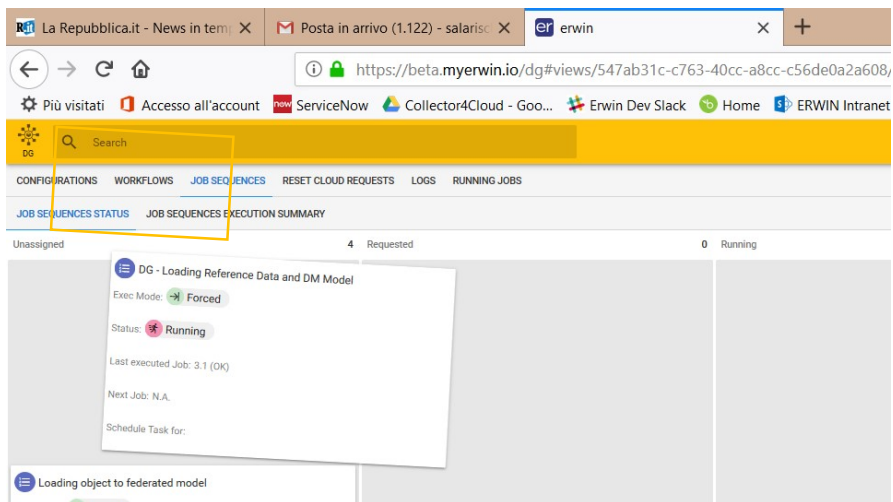 La Repubblica.it - News in temp
Posta in arrivo (1.122) - salarisc
erwin
https://beta.myerwin.io/dg#views/547ab31c-c763-40cc-a8cc-c56de0a2a608/
Più visitati Accesso all'account ServiceNow Collector4Cloud - Goo... Erwin Dev Slack Home ERWIN Intranet
DG Search
CONFIGURATIONS WORKFLOWS JOB SEQUENCES RESET CLOUD REQUESTS LOGS RUNNING JOBS
JOB SEQUENCES STATUS JOB SEQUENCES EXECUTION SUMMARY
Unassigned 4 Requested 0 Running
DG - Loading Reference Data and DM Model
Exec Mode: Forced
Status: Running
Last executed Job: 3.1 (OK)
Next Job: N.A.
Schedule Task for:
Loading object to federated model